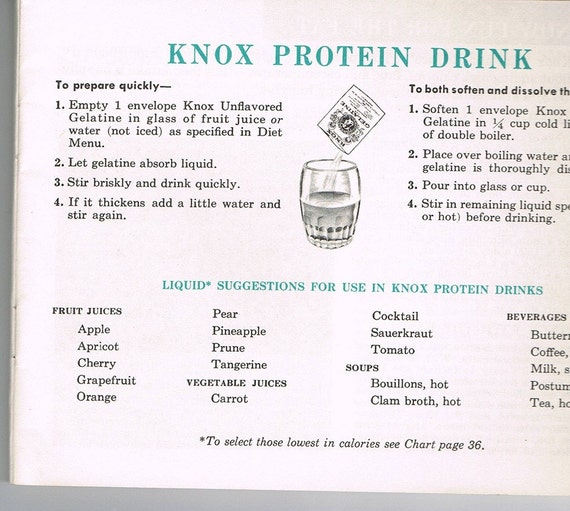 KNOX PROTEIN DRINK
To prepare quickly—
1. Empty 1 envelope Knox Unflavored
Gelatine in glass of fruit juice or
water (not iced) as specified in Diet
Menu.
2. Let gelatine absorb liquid.
3. Stir briskly and drink quickly.
4. If it thickens add a little water and
stir again.
KNOX
GELATINE
To both soften and dissolve th
1. Soften 1 envelope Knox
Gelatine in ¼ cup cold li
of double boiler.
2. Place over boiling water a
gelatine is thoroughly dis
3. Pour into glass or cup.
4. Stir in remaining liquid spe
or hot) before drinking.
LIQUID* SUGGESTIONS FOR USE IN KNOX PROTEIN DRINKS
FRUIT JUICES
Apple
Apricot
Cherry
Grapefruit
Orange
Pear
Pineapple
Prune
Tangerine
VEGETABLE JUICES
Carrot
Cocktail
Sauerkraut
Tomato
SOUPS
Bouillons, hot
Clam broth, hot
BEVERAGES
Buttern
Coffee,
Milk, s
Postum
Tea, ho
*To select those lowest in calories see Chart page 36.